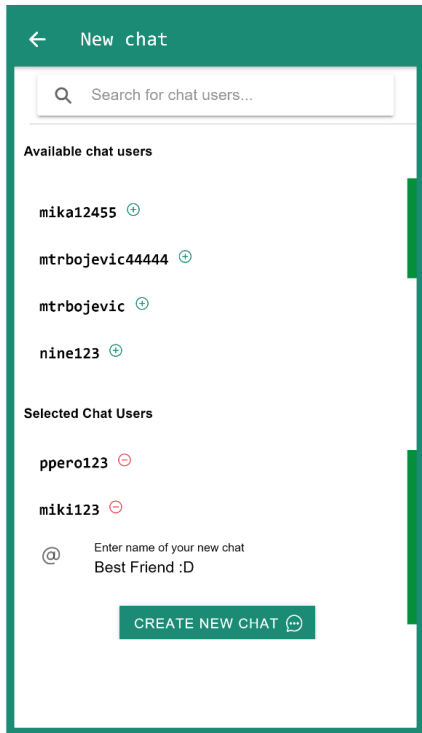 New chat
Search for chat users...
Available chat users
mika12455
mtrbojevic44444
mtrbojevic
nine123
Selected Chat Users
ppero123
miki123
@ Enter name of your new chat
Best Friend :D
CREATE NEW CHAT